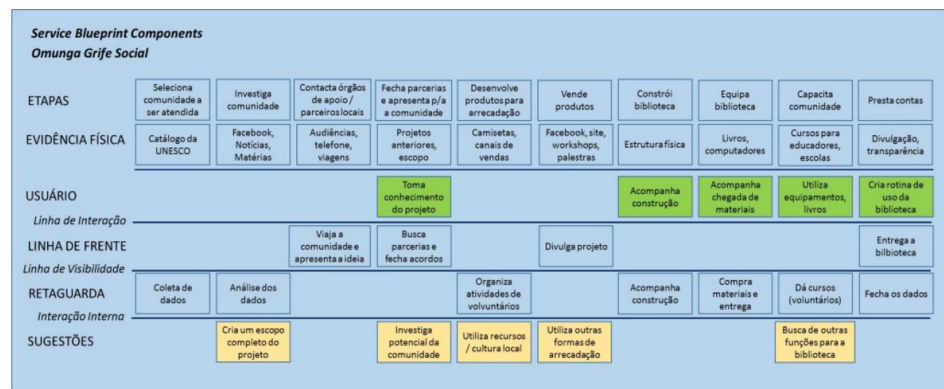 Service Blueprint Components
Omunga Grife Social
ETAPAS
Seleciona
comunidade a
ser atendida
Investiga
comunidade
Contacta órgãos
de apoio /
parceiros locais
Fecha parcerias
e apresenta p/a
a comunidade
Desenvolve
produtos para
arrecadação
Vende
produtos
Constrói
biblioteca
Equipa
biblioteca
Capacita
comunidade
Presta contas
EVIDÊNCIA FÍSICA
Catálogo da
UNESCO
Facebook,
Notícias,
Matérias
Audiências,
telefone,
viagens
Projetos
anteriores,
escopo
Camisetas,
canais de
vendas
Facebook, site,
workshops,
palestras
Estrutura física
Livros,
computadores
Cursos para
educadores,
escolas
Divulgação,
transparência
USUÁRIO
Toma
conhecimento
do projeto
Acompanha
construção
Acompanha
chegada de
materiais
Utiliza
equipamentos,
livros
Cria rotina de
uso da
biblioteca
Linha de Interação
LINHA DE FRENTE
Viaja a
comunidade e
apresenta a ideia
Busca
parcerias e
fecha acordos
Divulga projeto
Entrega a
bilbioteca
Linha de Visibilidade
RETAGUARDA
Coleta de
dados
Análise dos
dados
Organiza
atividades de
voluntários
Acompanha
construção
Compra
materiais e
entrega
Dá cursos
(voluntários)
Fecha os dados
Interação Interna
SUGESTÕES
Cria um escopo
completo do
projeto
Investiga
potencial da
comunidade
Utiliza recursos
/ cultura local
Utiliza outras
formas de
arrecadação
Busca de outras
funções para a
biblioteca